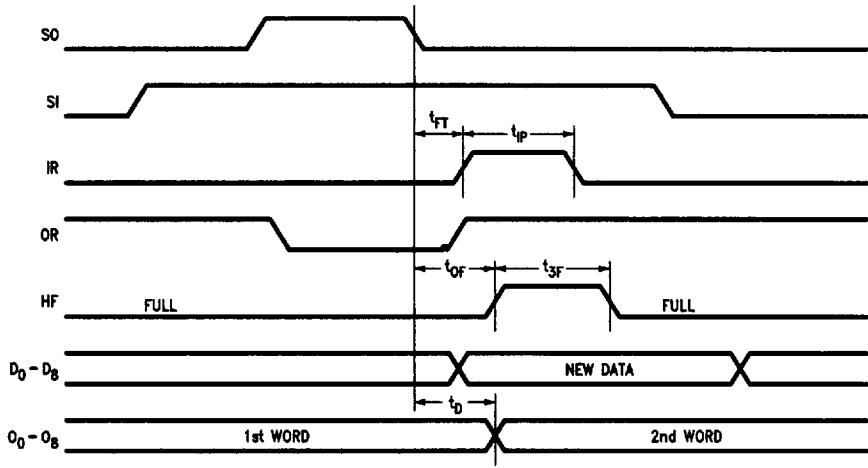 SO
SI
t_FT
t_IP
IR
OR
t_OF
t_3F
HF
FULL
FULL
D_0 – D_8
NEW DATA
t_D
O_0 – O_8
1st WORD
2nd WORD